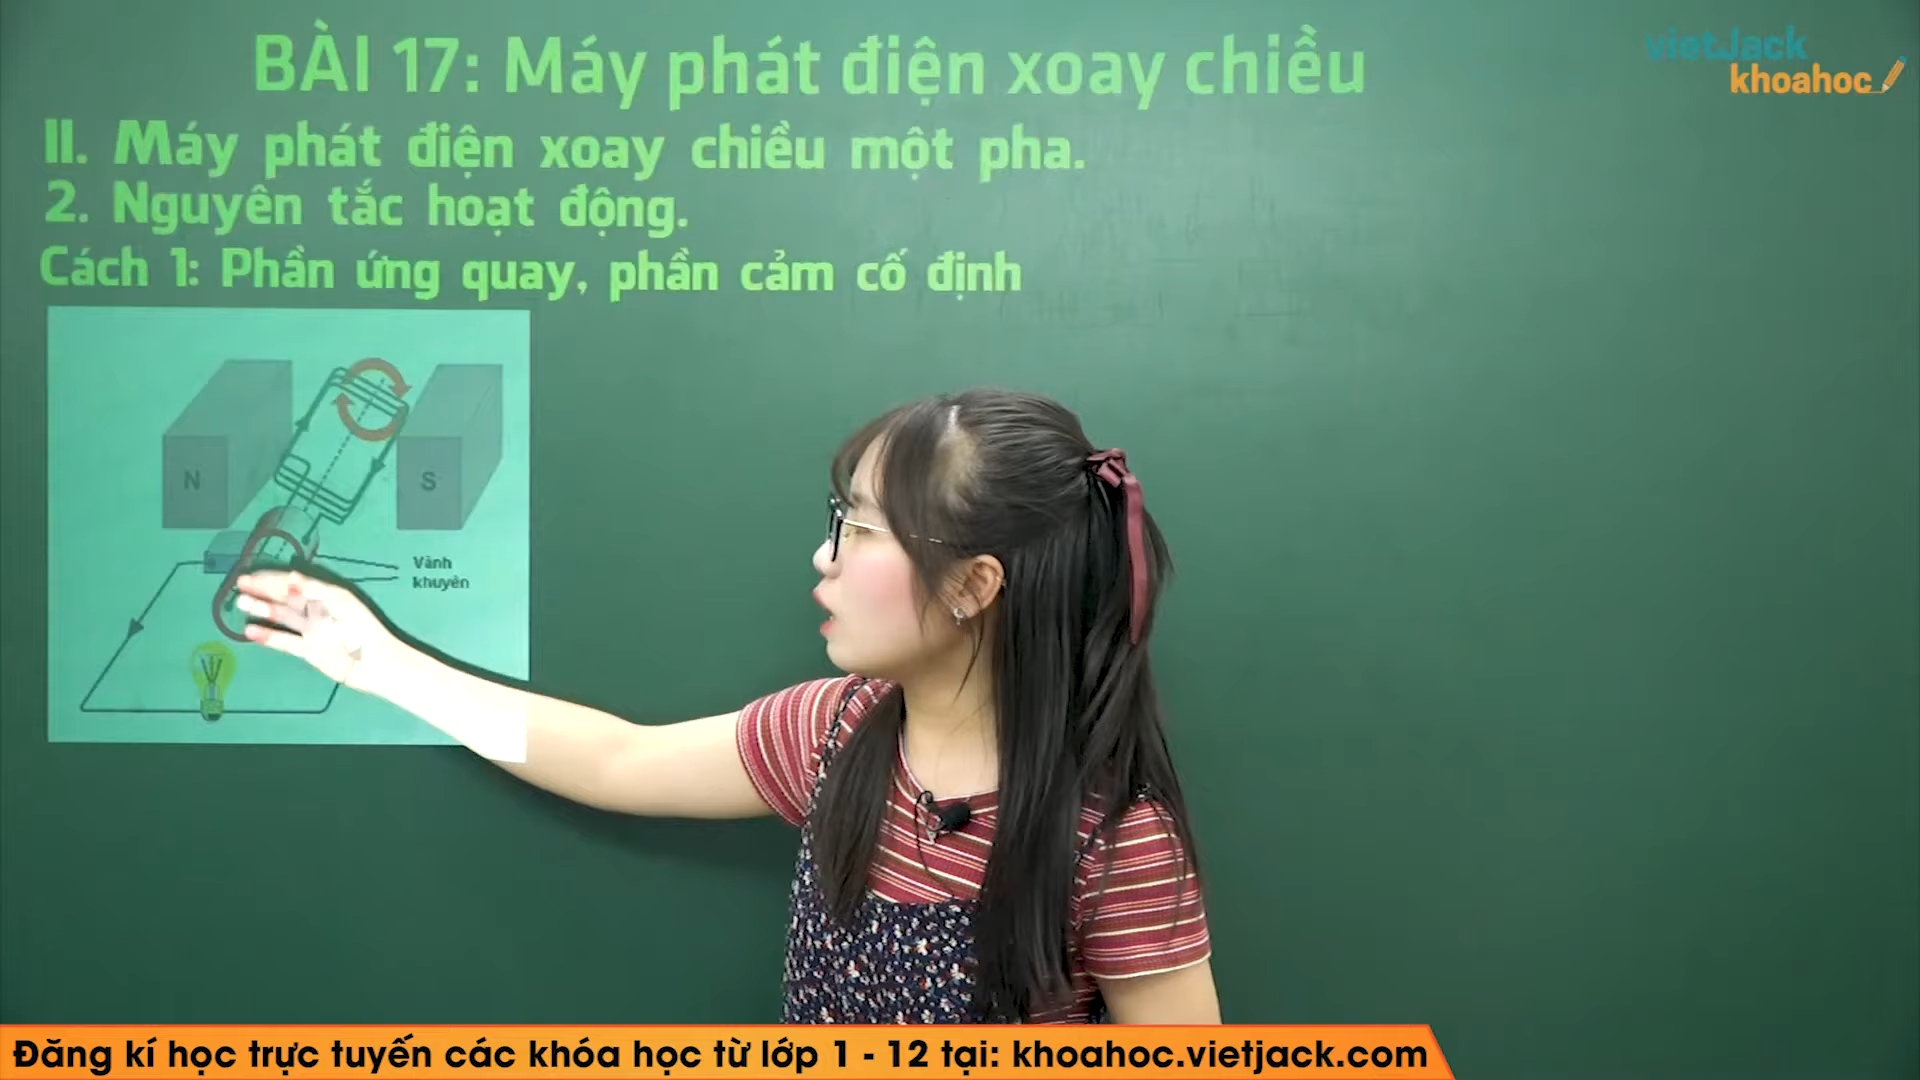 BÀI 17: Máy phát điện xoay chiều
vietJack
khoahoc
II. Máy phát điện xoay chiều một pha.
2. Nguyên tắc hoạt động.
Cách 1: Phần ứng quay, phần cảm cố định
N
S
Vành
khuyên
Đăng kí học trực tuyến các khóa học từ lớp 1 - 12 tại: khoahoc.vietjack.com